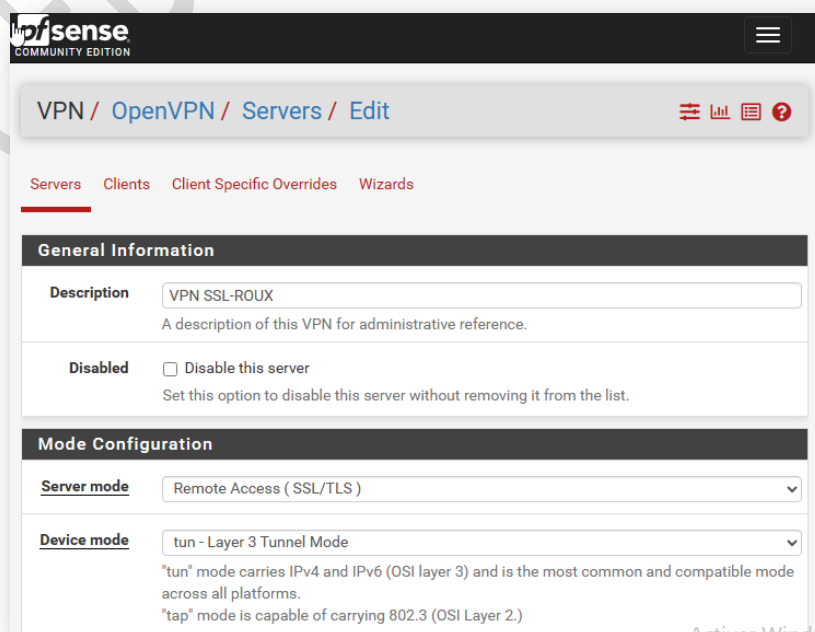 pfsense
COMMUNITY EDITION
VPN / OpenVPN / Servers / Edit
Servers Clients Client Specific Overrides Wizards
General Information
Description VPN SSL-ROUX
A description of this VPN for administrative reference.
Disabled Disable this server
Set this option to disable this server without removing it from the list.
Mode Configuration
Server mode Remote Access ( SSL/TLS )
Device mode tun - Layer 3 Tunnel Mode
"tun" mode carries IPv4 and IPv6 (OSI layer 3) and is the most common and compatible mode
across all platforms.
"tap" mode is capable of carrying 802.3 (OSI Layer 2.)